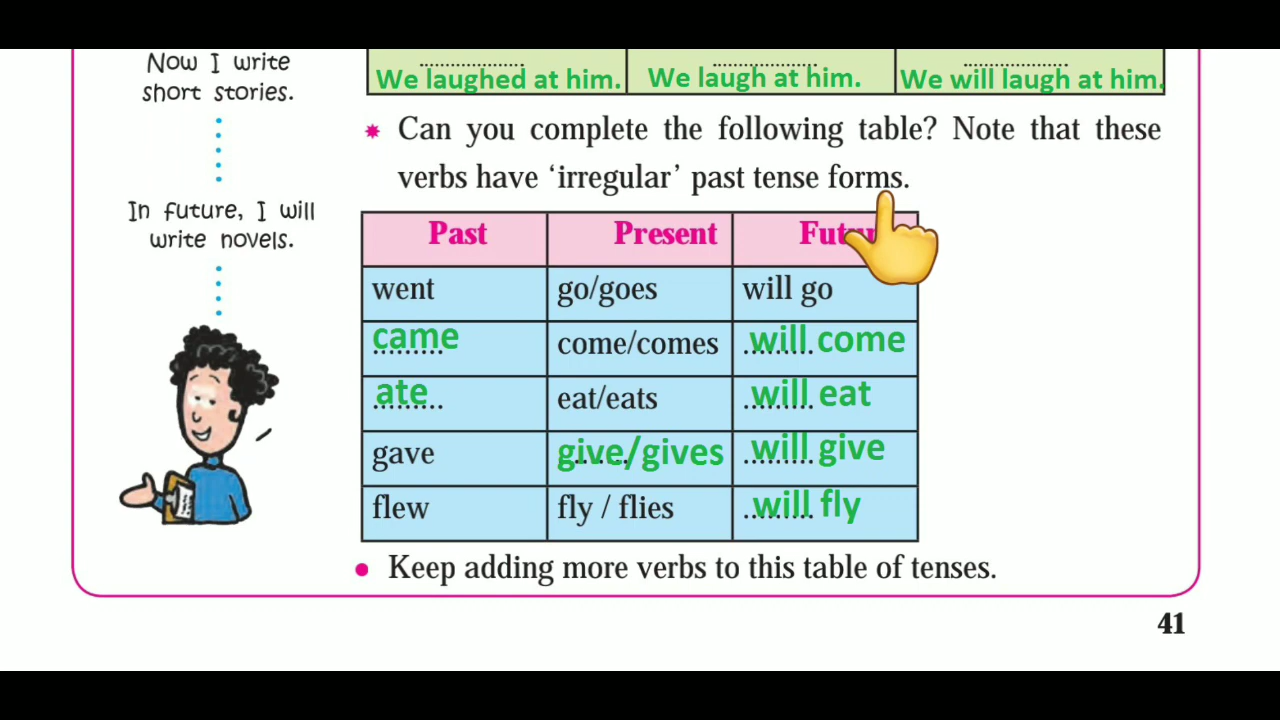 Now I write
short stories.
In future, I will
write novels.
We laughed at him. We laugh at him. We will laugh at him.
✷ Can you complete the following table? Note that these
verbs have ‘irregular’ past tense forms.
Past Present Futur
went go/goes will go
came come/comes will come
ate eat/eats will eat
gave give/gives will give
flew fly / flies will fly
• Keep adding more verbs to this table of tenses.
41